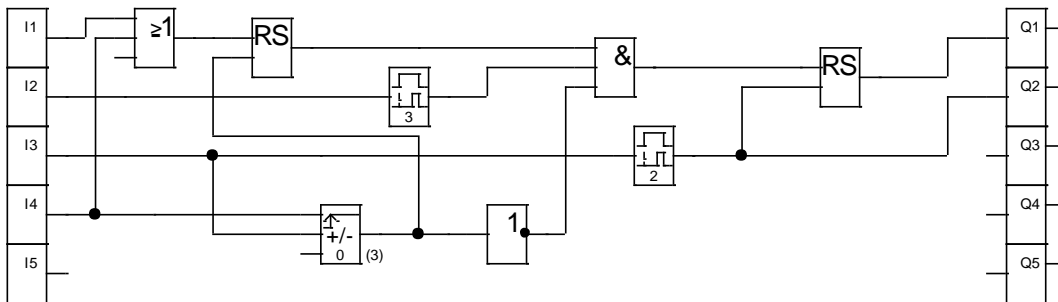 I1
≥1
RS
Q1
&
RS
I2
3
Q2
I3
2
Q3
I4
+/-
0
(3)
1
Q4
I5
Q5